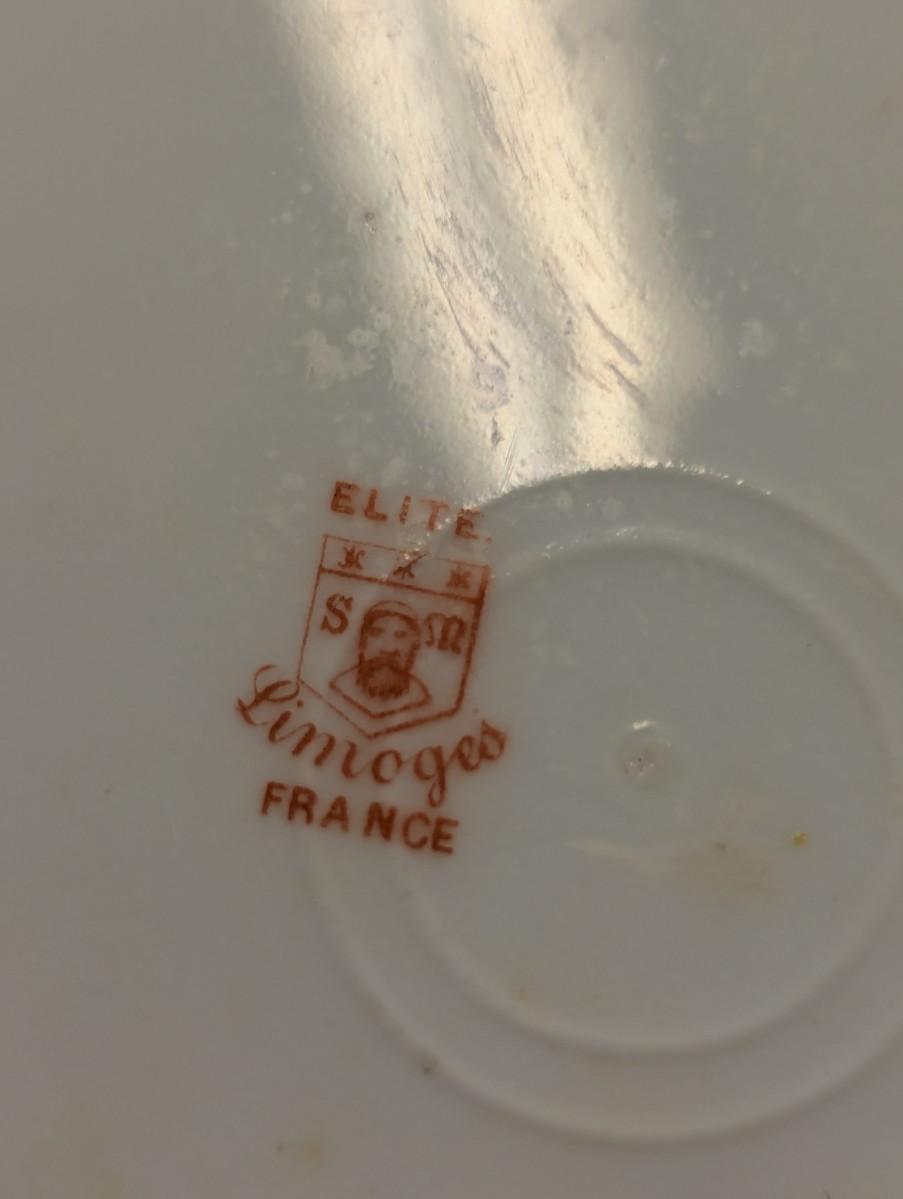 ELITE.
S M
Limoges
FRANCE